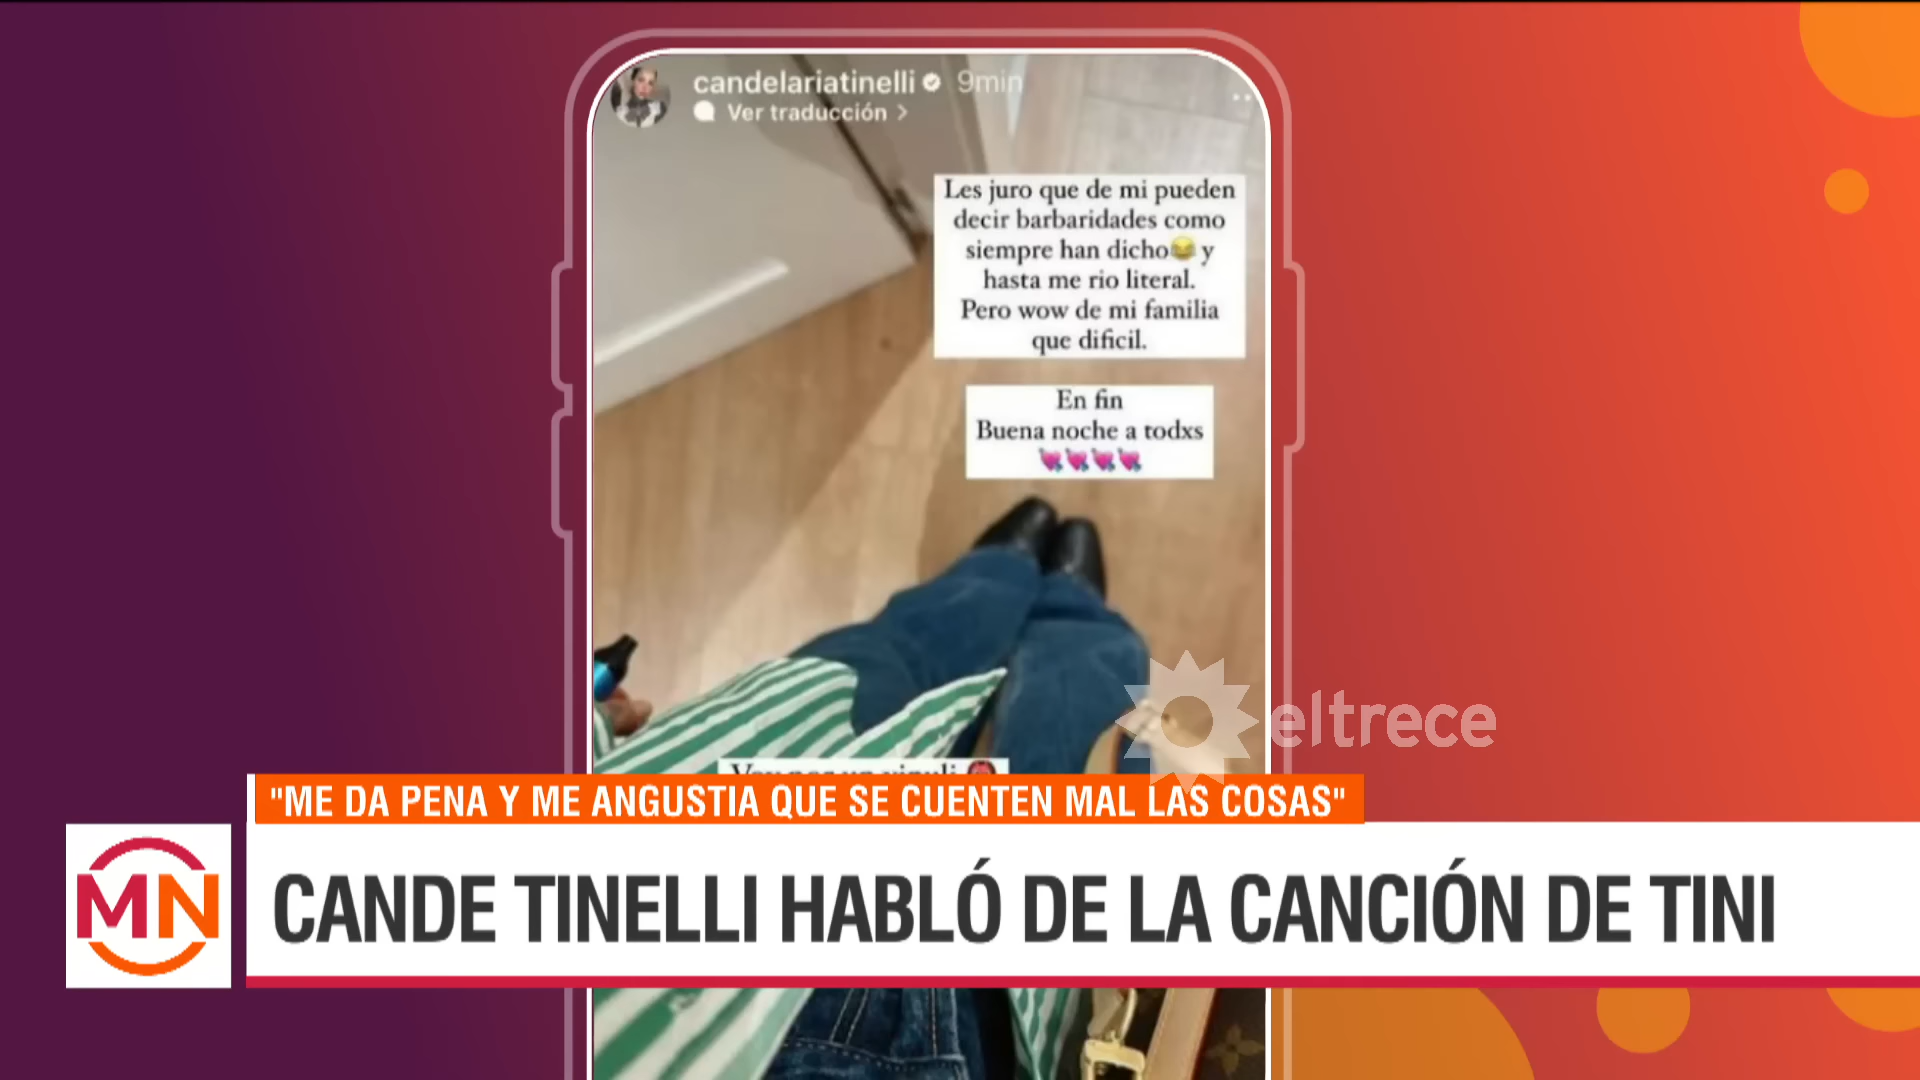 candelariatinelli 9min
Ver traducción >
Les juro que de mi pueden
decir barbaridades como
siempre han dicho😂 y
hasta me rio literal.
Pero wow de mi familia
que dificil.
En fin
Buena noche a todxs
💘💘💘💘
eltrece
"ME DA PENA Y ME ANGUSTIA QUE SE CUENTEN MAL LAS COSAS"
MN
CANDE TINELLI HABLÓ DE LA CANCIÓN DE TINI